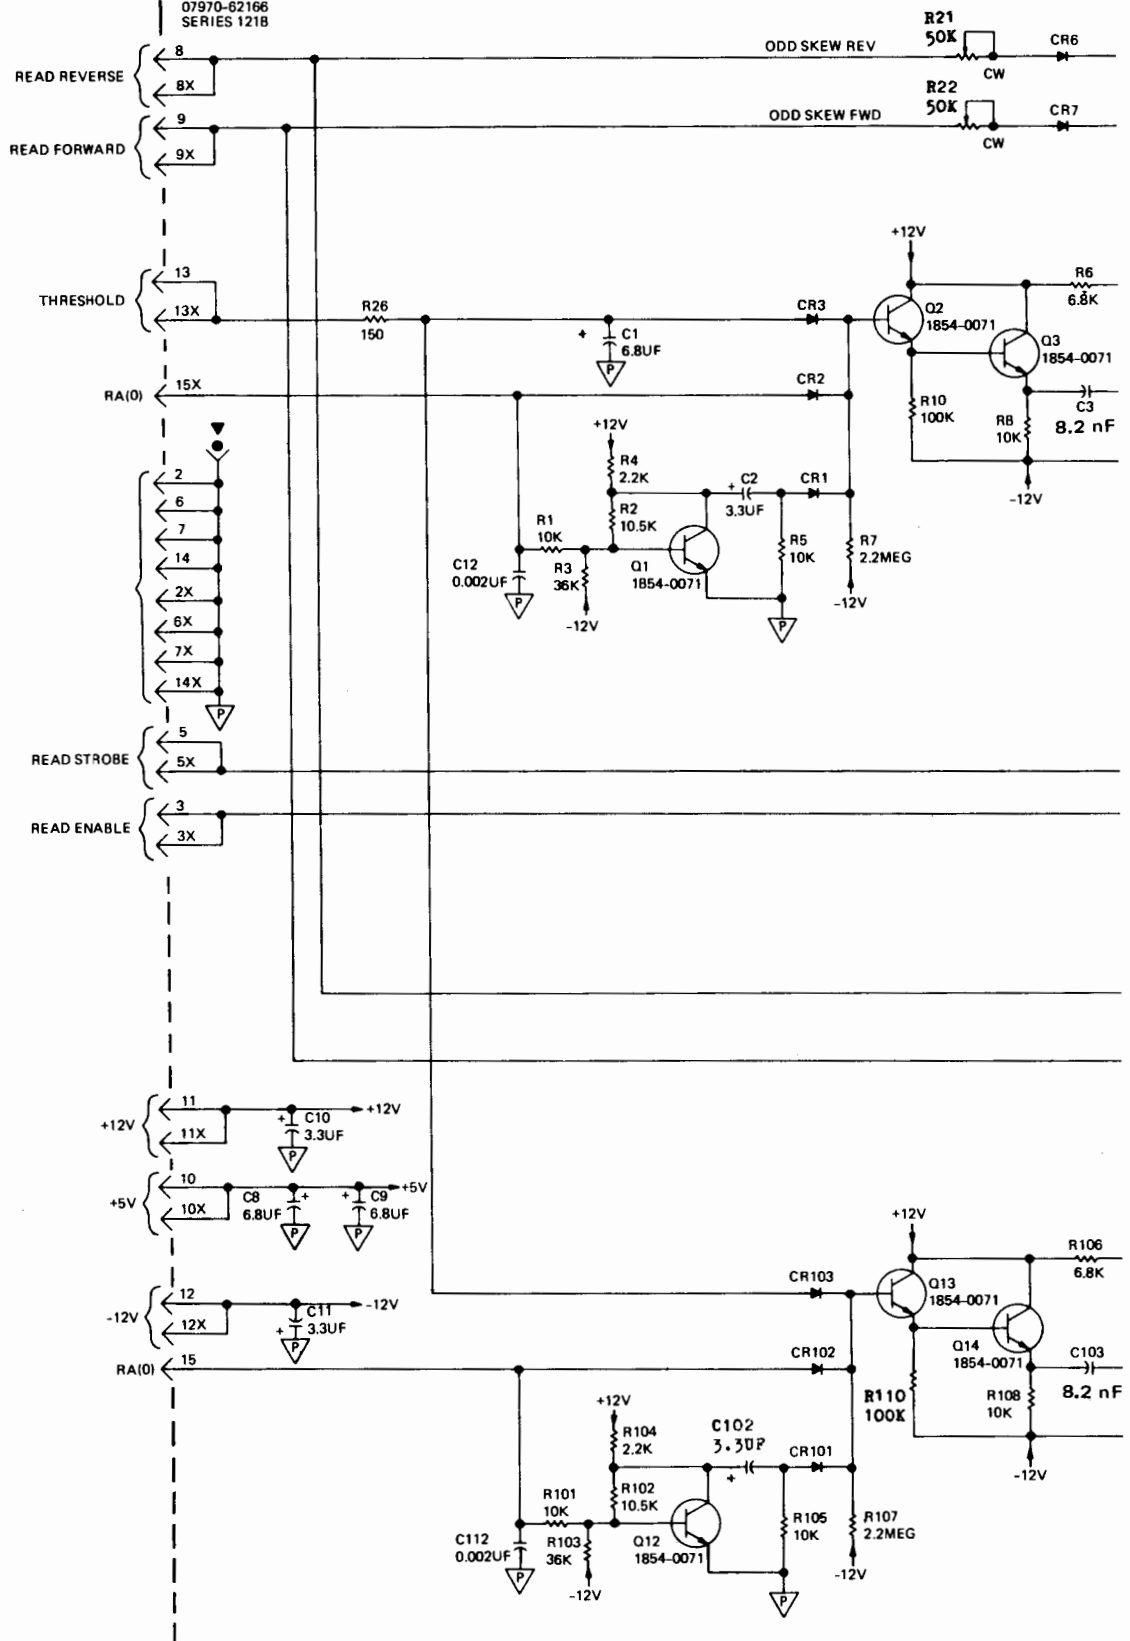 07970-62166
SERIES 121B
READ REVERSE
8
8X
ODD SKEW REV
R21
50K
CW
CR6
READ FORWARD
9
9X
ODD SKEW FWD
R22
50K
CW
CR7
THRESHOLD
13
13X
R26
150
+
C1
6.8UF
P
CR3
+12V
Q2
1854-0071
Q3
1854-0071
R6
6.8K
RA(0)
15X
CR2
R10
100K
R8
10K
C3
8.2 nF
-12V
+12V
R4
2.2K
R2
10.5K
+
C2
3.3UF
CR1
R1
10K
C12
0.002UF
P
R3
36K
-12V
Q1
1854-0071
R5
10K
P
R7
2.2MEG
-12V
2
6
7
14
2X
6X
7X
14X
P
READ STROBE
5
5X
READ ENABLE
3
3X
+12V
11
11X
+
C10
3.3UF
P
+12V
+5V
10
10X
C8
6.8UF
+
P
+
C9
6.8UF
P
+5V
-12V
12
12X
+
C11
3.3UF
P
-12V
RA(0)
15
CR103
CR102
+12V
Q13
1854-0071
Q14
1854-0071
R106
6.8K
R110
100K
R108
10K
C103
8.2 nF
-12V
+12V
R104
2.2K
R102
10.5K
C102
3.3UF
+
CR101
R101
10K
C112
0.002UF
P
R103
36K
-12V
Q12
1854-0071
R105
10K
P
R107
2.2MEG
-12V